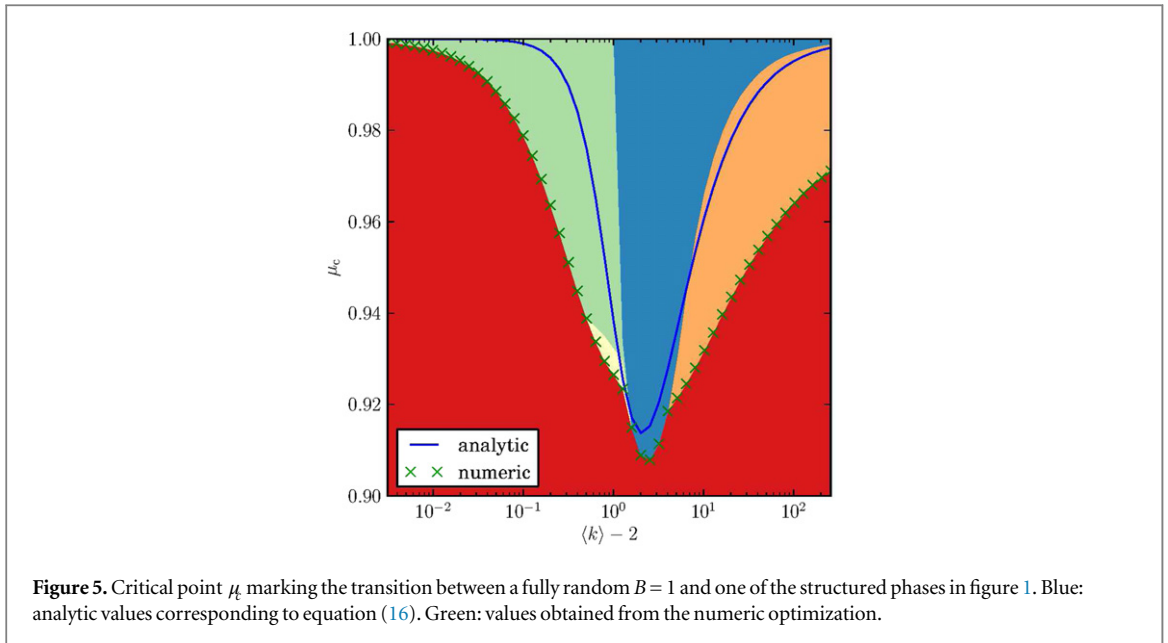 1.00
0.98
0.96
0.94
0.92
0.90
μc
analytic
numeric
10⁻² 10⁻¹ 10⁰ 10¹ 10²
⟨k⟩ − 2
Figure 5. Critical point μc marking the transition between a fully random B = 1 and one of the structured phases in figure 1. Blue:
analytic values corresponding to equation (16). Green: values obtained from the numeric optimization.